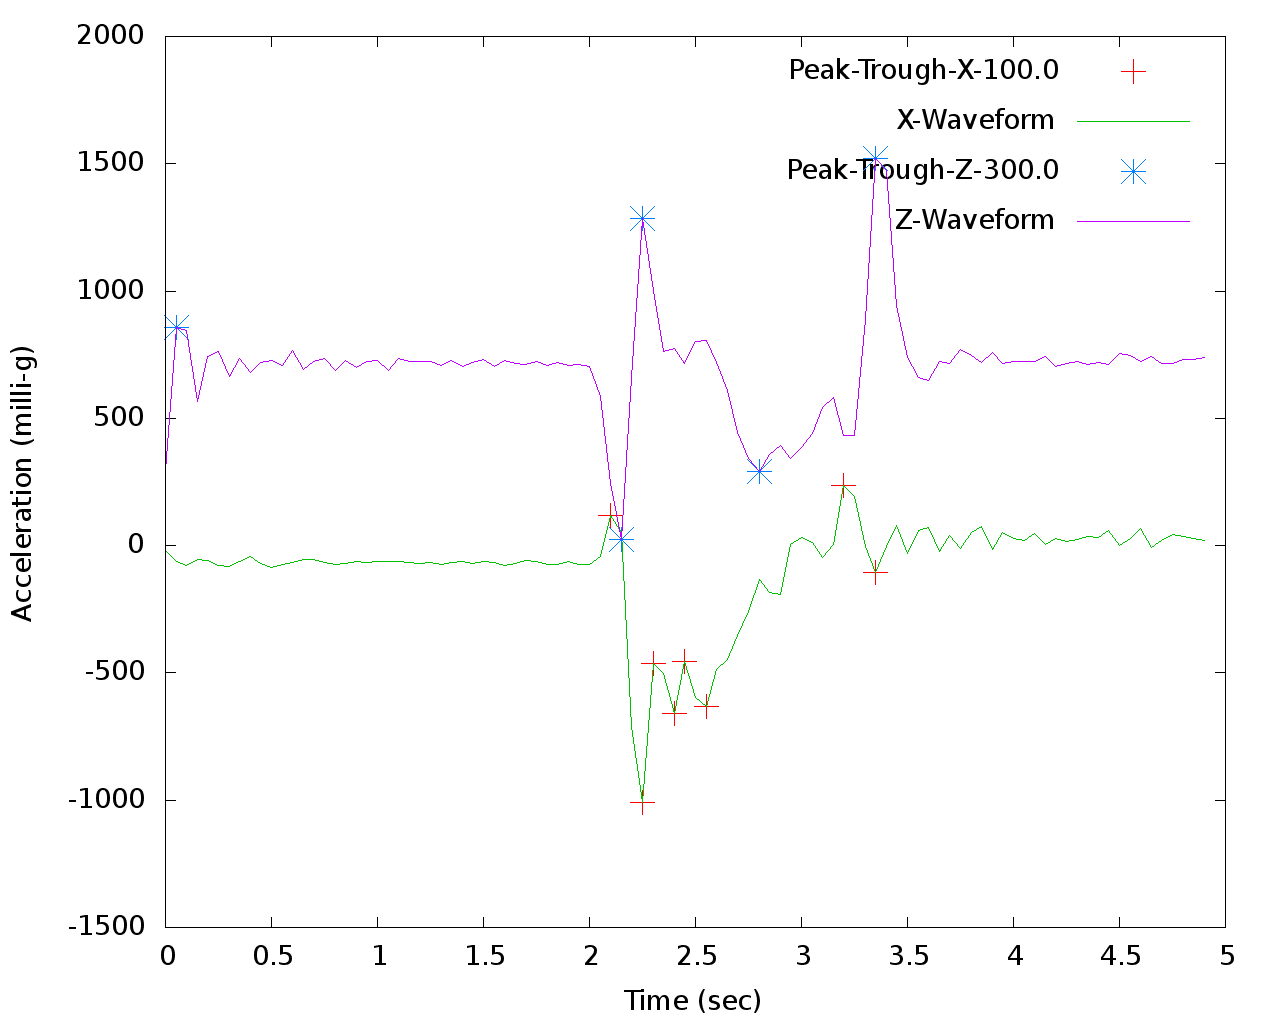 2000
1500
1000
500
0
-500
-1000
-1500
Acceleration (milli-g)
Peak-Trough-X-100.0
X-Waveform
Peak-Trough-Z-300.0
Z-Waveform
0 0.5 1 1.5 2 2.5 3 3.5 4 4.5 5
Time (sec)